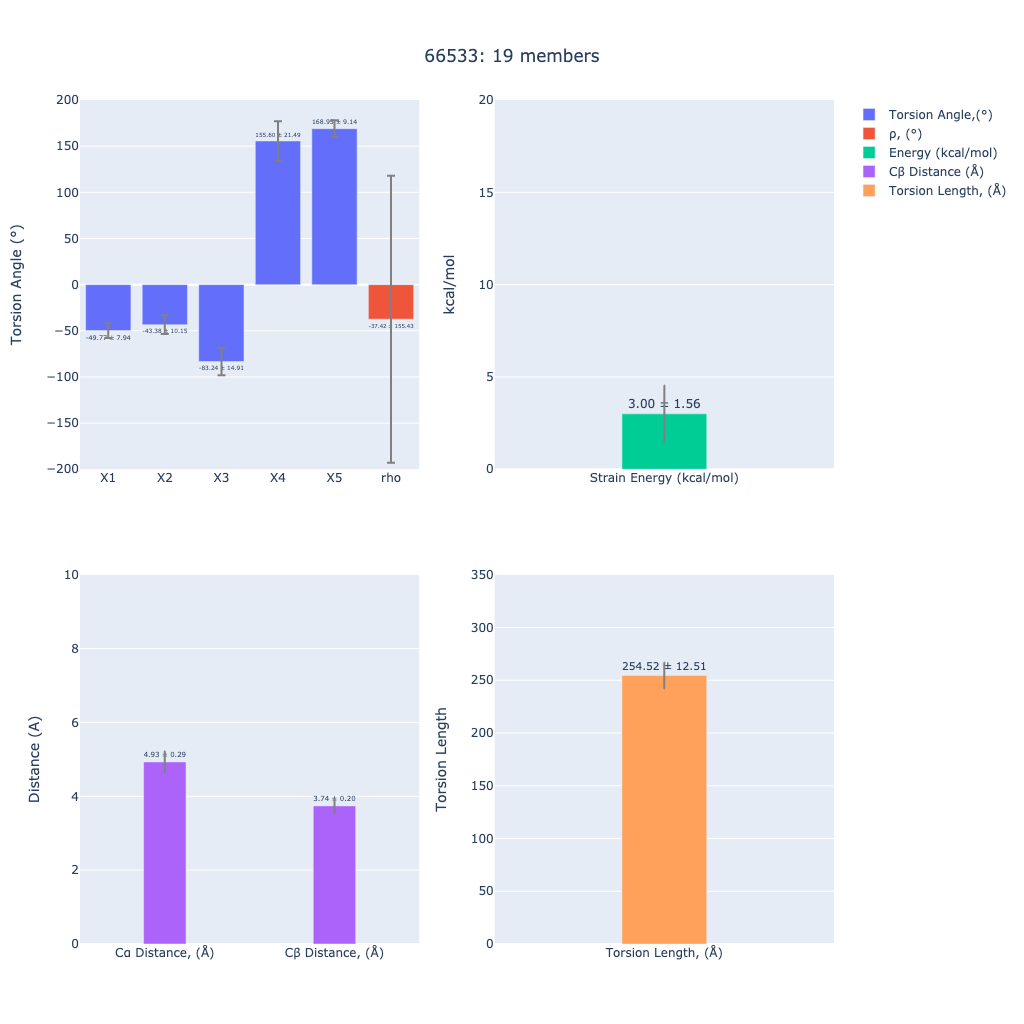 66533: 19 members
Torsion Angle (°)
200
150
100
50
0
−50
−100
−150
−200
155.60 ± 21.49
168.95 ± 9.14
-49.77 ± 7.94
-43.38 ± 10.15
-83.24 ± 14.91
-37.42 ± 155.43
X1 X2 X3 X4 X5 rho
kcal/mol
20
15
10
5
0
3.00 ± 1.56
Strain Energy (kcal/mol)
Torsion Angle,(°)
ρ, (°)
Energy (kcal/mol)
Cβ Distance (Å)
Torsion Length, (Å)
Distance (A)
10
8
6
4
2
0
4.93 ± 0.29
3.74 ± 0.20
Cα Distance, (Å) Cβ Distance, (Å)
Torsion Length
350
300
250
200
150
100
50
0
254.52 ± 12.51
Torsion Length, (Å)